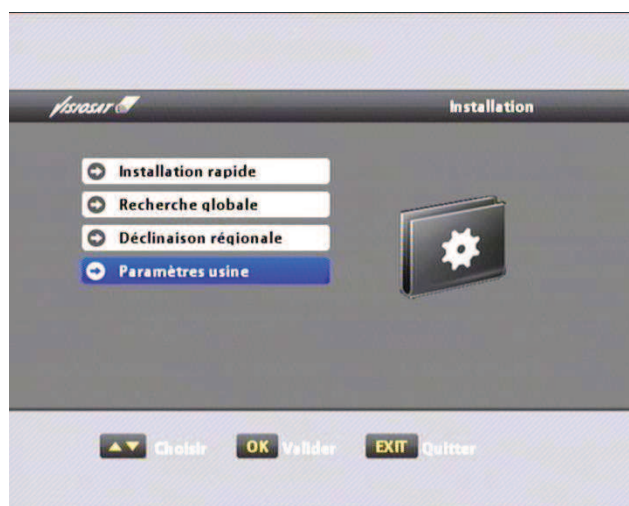 VISIOSAT
Installation
Installation rapide
Recherche globale
Déclinaison régionale
Paramètres usine
▲▼ Choisir OK Valider EXIT Quitter